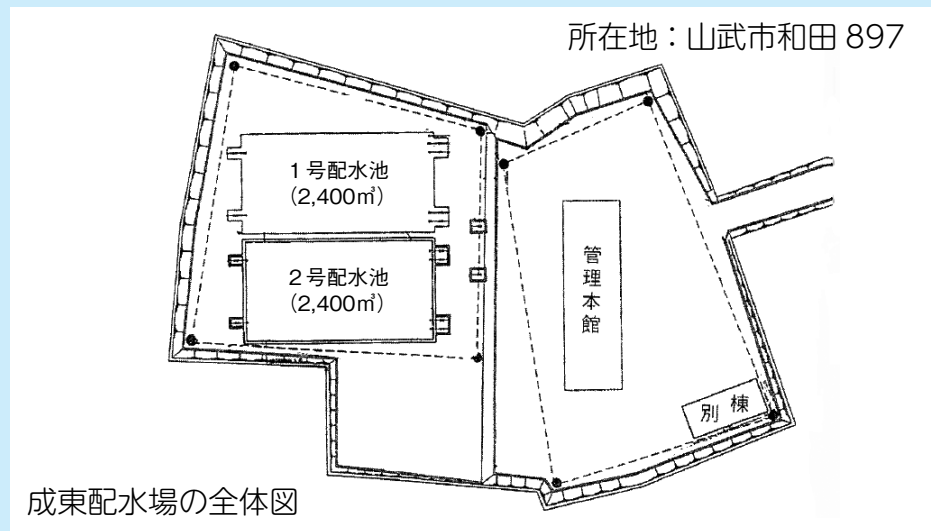 所在地：山武市和田 897
1号配水池
(2,400㎥)
2号配水池
(2,400㎥)
管理本館
別棟
成東配水場の全体図